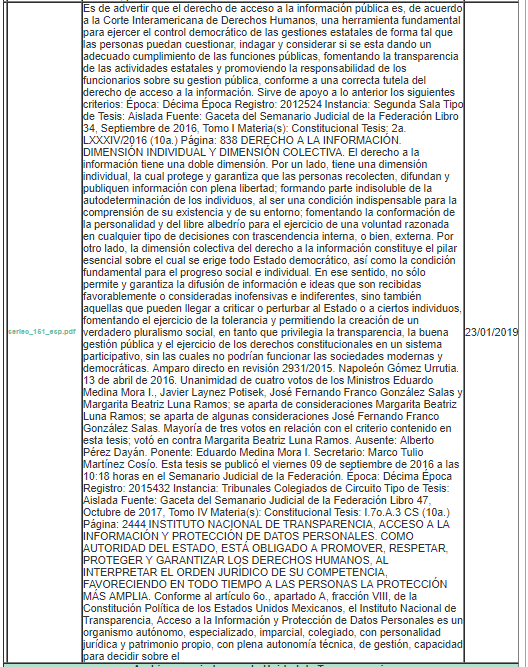 Es de advertir que el derecho de acceso a la información pública es, de acuerdo
a la Corte Interamericana de Derechos Humanos, una herramienta fundamental
para ejercer el control democrático de las gestiones estatales de forma tal que
las personas puedan cuestionar, indagar y considerar si se esta dando un
adecuado cumplimiento de las funciones públicas, fomentando la transparencia
de las actividades estatales y promoviendo la responsabilidad de los
funcionarios sobre su gestion pública, conforme a una correcta tutela del
derecho de acceso a la información. Sirve de apoyo a lo anterior los siguientes
criterios: Época: Décima Época Registro: 2012524 Instancia: Segunda Sala Tipo
de Tesis: Aislada Fuente: Gaceta del Semanario Judicial de la Federación Libro
34, Septiembre de 2016, Tomo I Materia(s): Constitucional Tesis: 2a.
LXXXIV/2016 (10a.) Página: 838 DERECHO A LA INFORMACIÓN.
DIMENSIÓN INDIVIDUAL Y DIMENSIÓN COLECTIVA. El derecho a la
información tiene una doble dimensión. Por un lado, tiene una dimensión
individual, la cual protege y garantiza que las personas recolecten, difundan y
publiquen información con plena libertad; formando parte indisoluble de la
autodeterminación de los individuos, al ser una condición indispensable para la
comprensión de su existencia y de su entorno; fomentando la conformación de
la personalidad y del libre albedrío para el ejercicio de una voluntad razonada
en cualquier tipo de decisiones con trascendencia interna, o bien, externa. Por
otro lado, la dimensión colectiva del derecho a la información constituye el pilar
esencial sobre el cual se erige todo Estado democrático, así como la condición
fundamental para el progreso social e individual. En ese sentido, no sólo
permite y garantiza la difusión de información e ideas que son recibidas
favorablemente o consideradas inofensivas e indiferentes, sino también
aquellas que pueden llegar a criticar o perturbar al Estado o a ciertos individuos,
fomentando el ejercicio de la tolerancia y permitiendo la creación de un
serleo_161_esp.pdf verdadero pluralismo social, en tanto que privilegia la transparencia, la buena 23/01/2019
gestión pública y el ejercicio de los derechos constitucionales en un sistema
participativo, sin las cuales no podrían funcionar las sociedades modernas y
democráticas. Amparo directo en revisión 2931/2015. Napoleón Gómez Urrutia.
13 de abril de 2016. Unanimidad de cuatro votos de los Ministros Eduardo
Medina Mora I., Javier Laynez Potisek, José Fernando Franco González Salas y
Margarita Beatriz Luna Ramos; se aparta de consideraciones Margarita Beatriz
Luna Ramos; se aparta de algunas consideraciones José Fernando Franco
González Salas. Mayoría de tres votos en relación con el criterio contenido en
esta tesis; votó en contra Margarita Beatriz Luna Ramos. Ausente: Alberto
Pérez Dayán. Ponente: Eduardo Medina Mora I. Secretario: Marco Tulio
Martínez Cosío. Esta tesis se publicó el viernes 09 de septiembre de 2016 a las
10:18 horas en el Semanario Judicial de la Federación. Época: Décima Época
Registro: 2015432 Instancia: Tribunales Colegiados de Circuito Tipo de Tesis:
Aislada Fuente: Gaceta del Semanario Judicial de la Federación Libro 47,
Octubre de 2017, Tomo IV Materia(s): Constitucional Tesis: I.7o.A.3 CS (10a.)
Página: 2444 INSTITUTO NACIONAL DE TRANSPARENCIA, ACCESO A LA
INFORMACIÓN Y PROTECCIÓN DE DATOS PERSONALES. COMO
AUTORIDAD DEL ESTADO, ESTÁ OBLIGADO A PROMOVER, RESPETAR,
PROTEGER Y GARANTIZAR LOS DERECHOS HUMANOS, AL
INTERPRETAR EL ORDEN JURÍDICO DE SU COMPETENCIA,
FAVORECIENDO EN TODO TIEMPO A LAS PERSONAS LA PROTECCIÓN
MÁS AMPLIA. Conforme al artículo 6o., apartado A, fracción VIII, de la
Constitución Política de los Estados Unidos Mexicanos, el Instituto Nacional de
Transparencia, Acceso a la Información y Protección de Datos Personales es un
organismo autónomo, especializado, imparcial, colegiado, con personalidad
jurídica y patrimonio propio, con plena autonomía técnica, de gestión, capacidad
para decidir sobre el